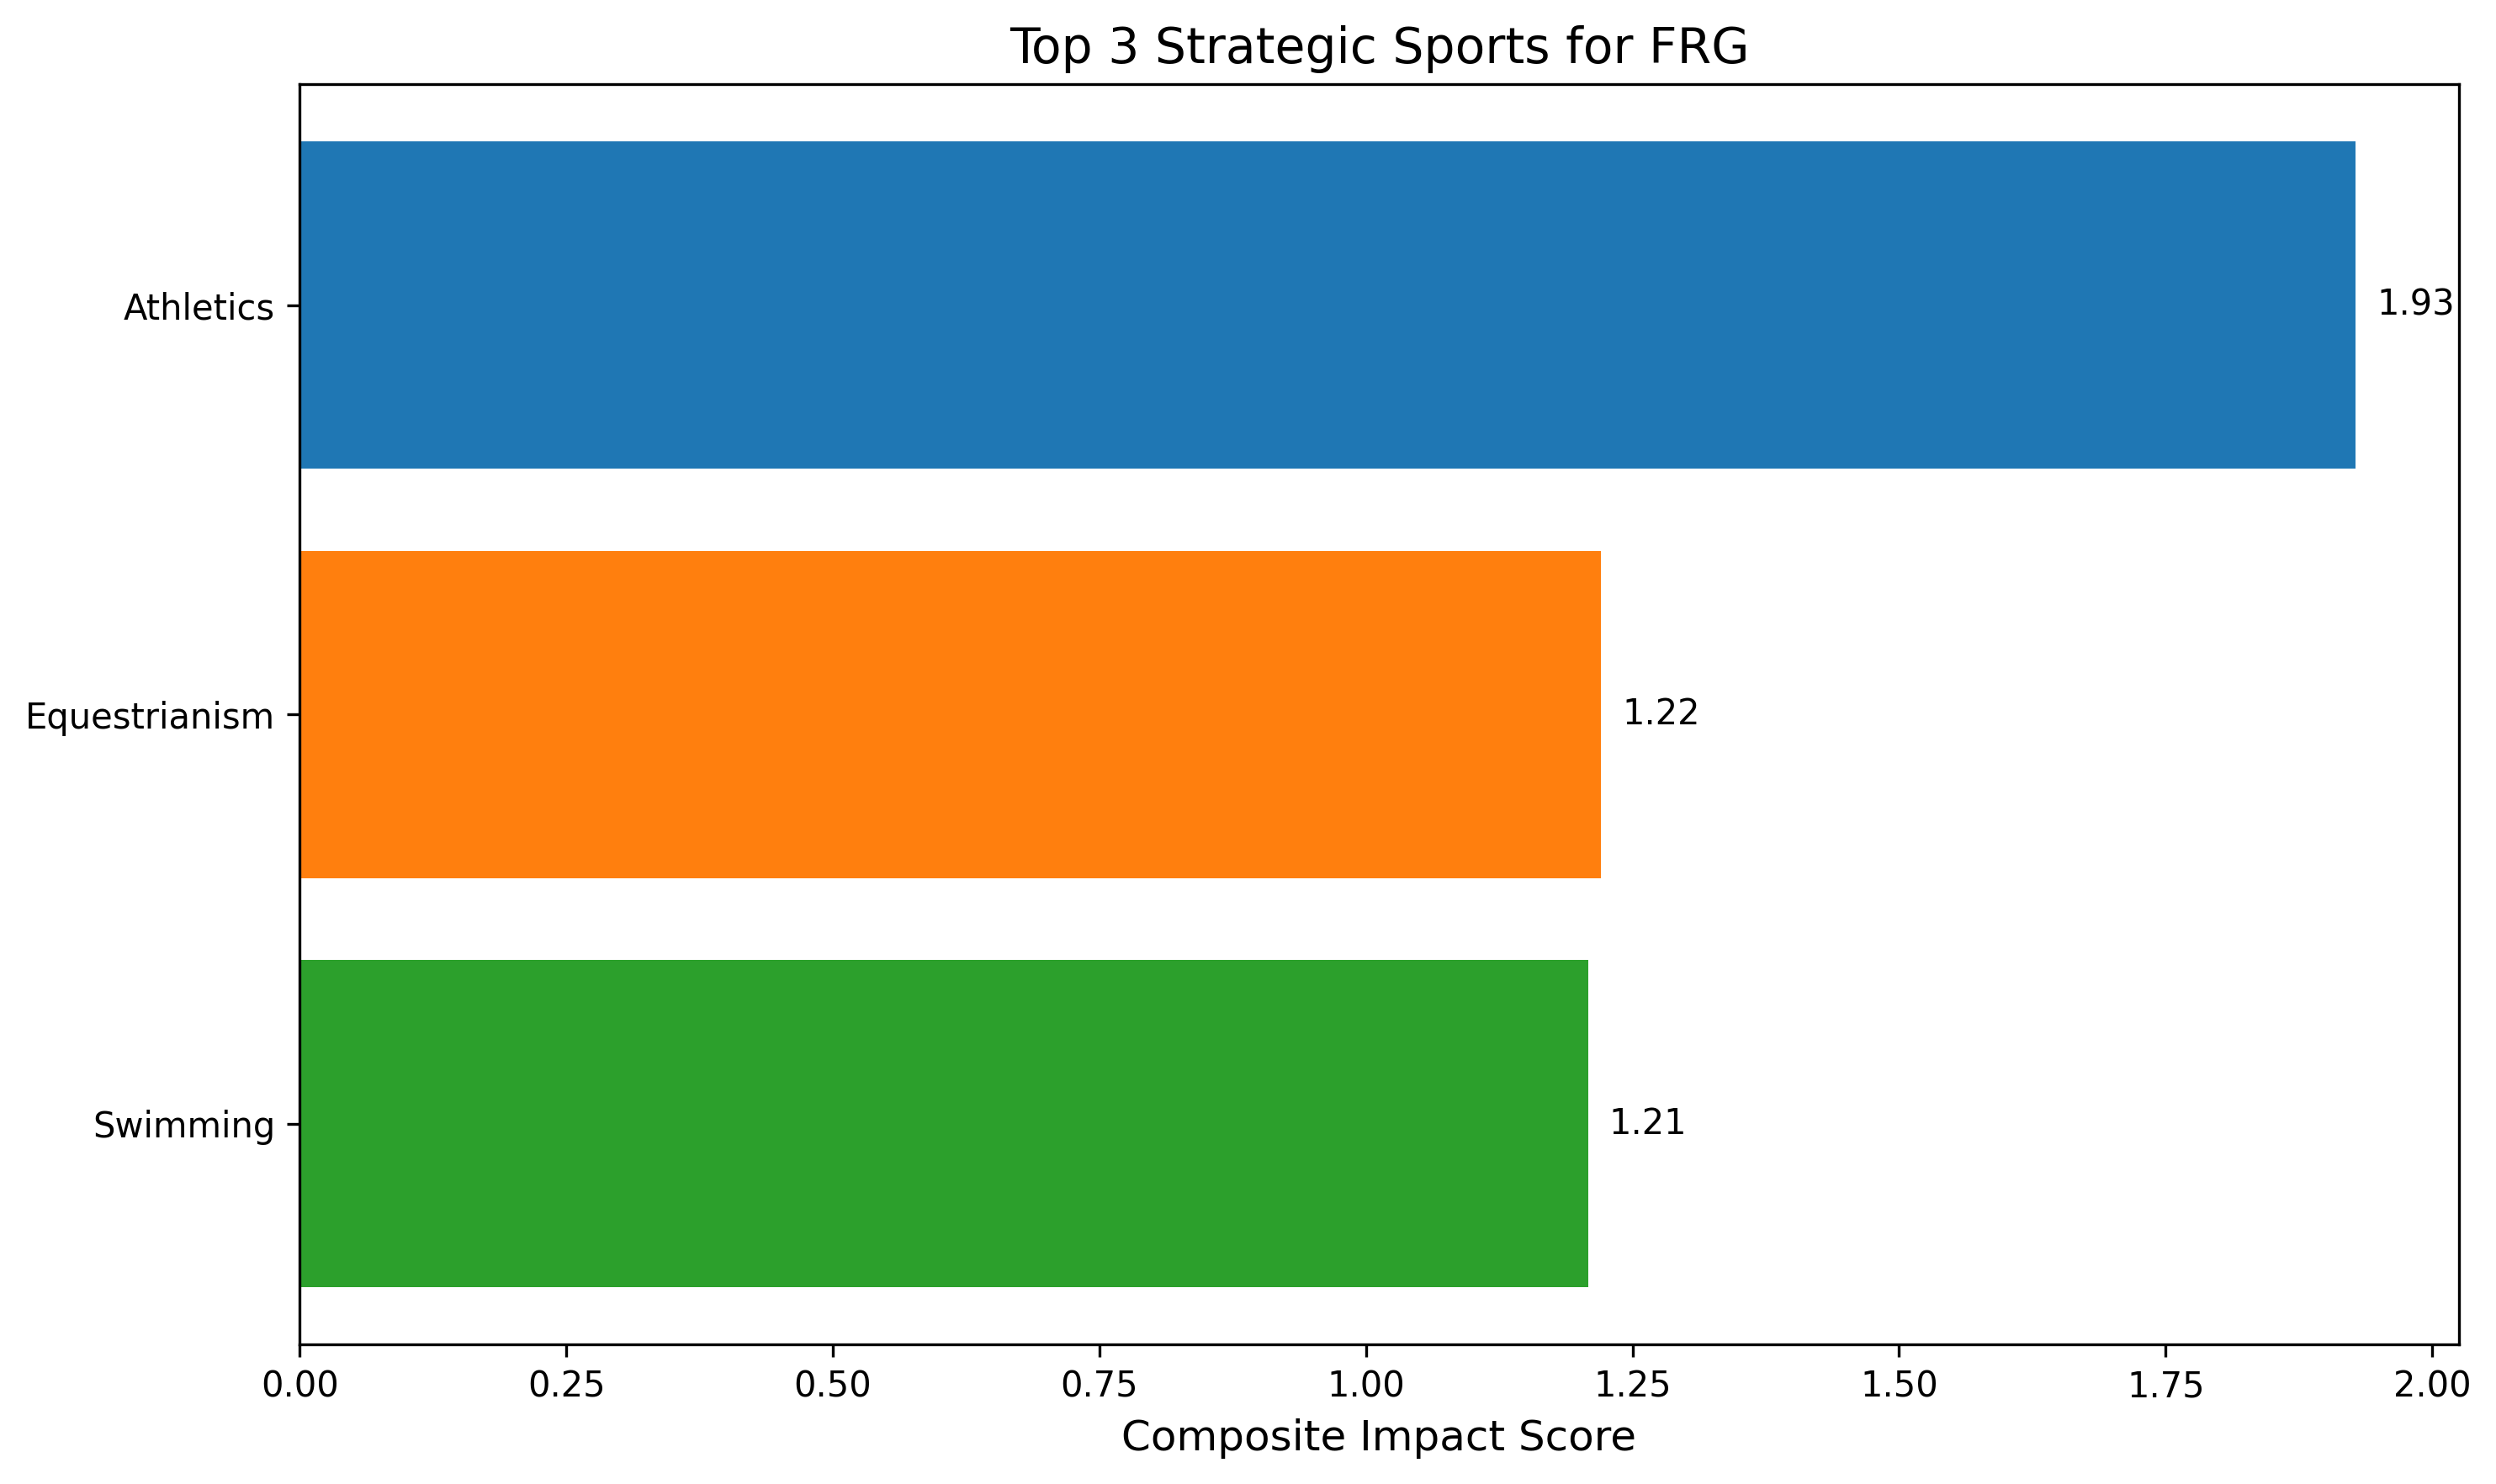 Top 3 Strategic Sports for FRG
Athletics
1.93
Equestrianism
1.22
Swimming
1.21
0.00 0.25 0.50 0.75 1.00 1.25 1.50 1.75 2.00
Composite Impact Score